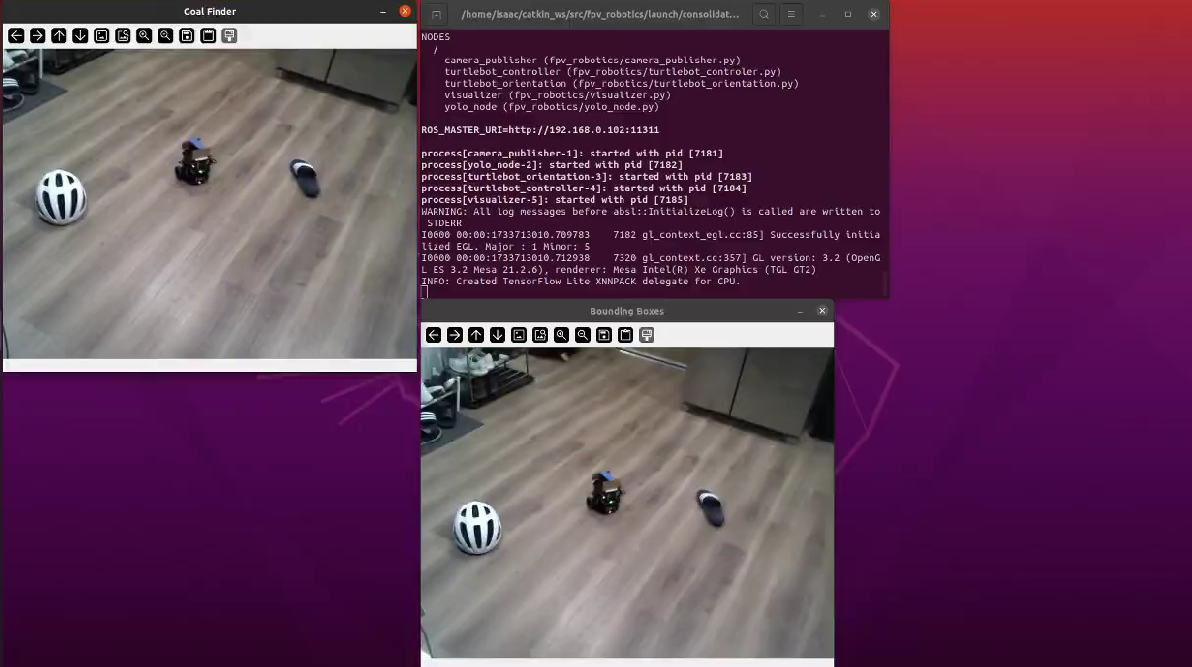 Goal Finder
/home/isaac/catkin_ws/src/fpv_robotics/launch/consolidat...
NODES
/
camera_publisher (fpv_robotics/camera_publisher.py)
turtlebot_controller (fpv_robotics/turtlebot_controler.py)
turtlebot_orientation (fpv_robotics/turtlebot_orientation.py)
visualizer (fpv_robotics/visualizer.py)
yolo_node (fpv_robotics/yolo_node.py)
ROS_MASTER_URI=http://192.168.0.102:11311
process[camera_publisher-1]: started with pid [7181]
process[yolo_node-2]: started with pid [7182]
process[turtlebot_orientation-3]: started with pid [7183]
process[turtlebot_controller-4]: started with pid [7184]
process[visualizer-5]: started with pid [7185]
WARNING: All log messages before absl::InitializeLog() is called are written to
STDERR
I0000 00:00:1733713010.709783    7182 gl_context_egl.cc:85] Successfully initia
lized EGL. Major : 1 Minor: 5
I0000 00:00:1733713010.712938    7320 gl_context.cc:357] GL version: 3.2 (OpenG
L ES 3.2 Mesa 21.2.6), renderer: Mesa Intel(R) Xe Graphics (TGL GT2)
INFO: Created TensorFlow Lite XNNPACK delegate for CPU.
Bounding Boxes